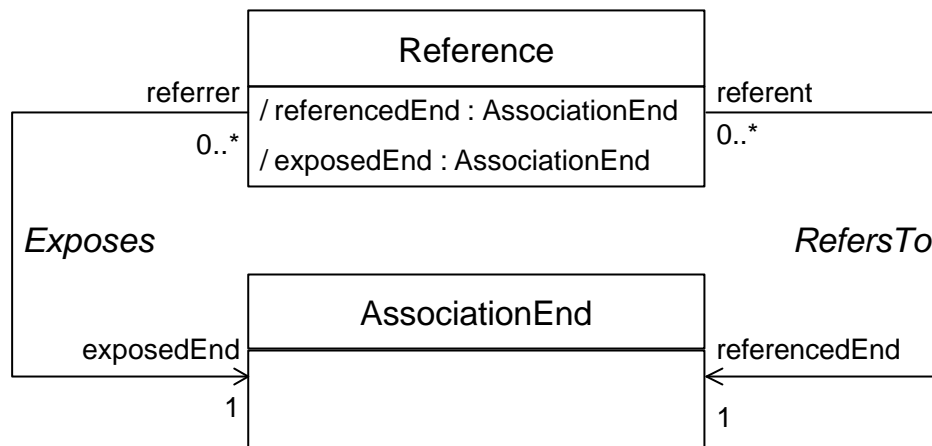 Reference
referrer
/ referencedEnd : AssociationEnd
referent
0..*
/ exposedEnd : AssociationEnd
0..*
Exposes
RefersTo
AssociationEnd
exposedEnd
referencedEnd
1
1